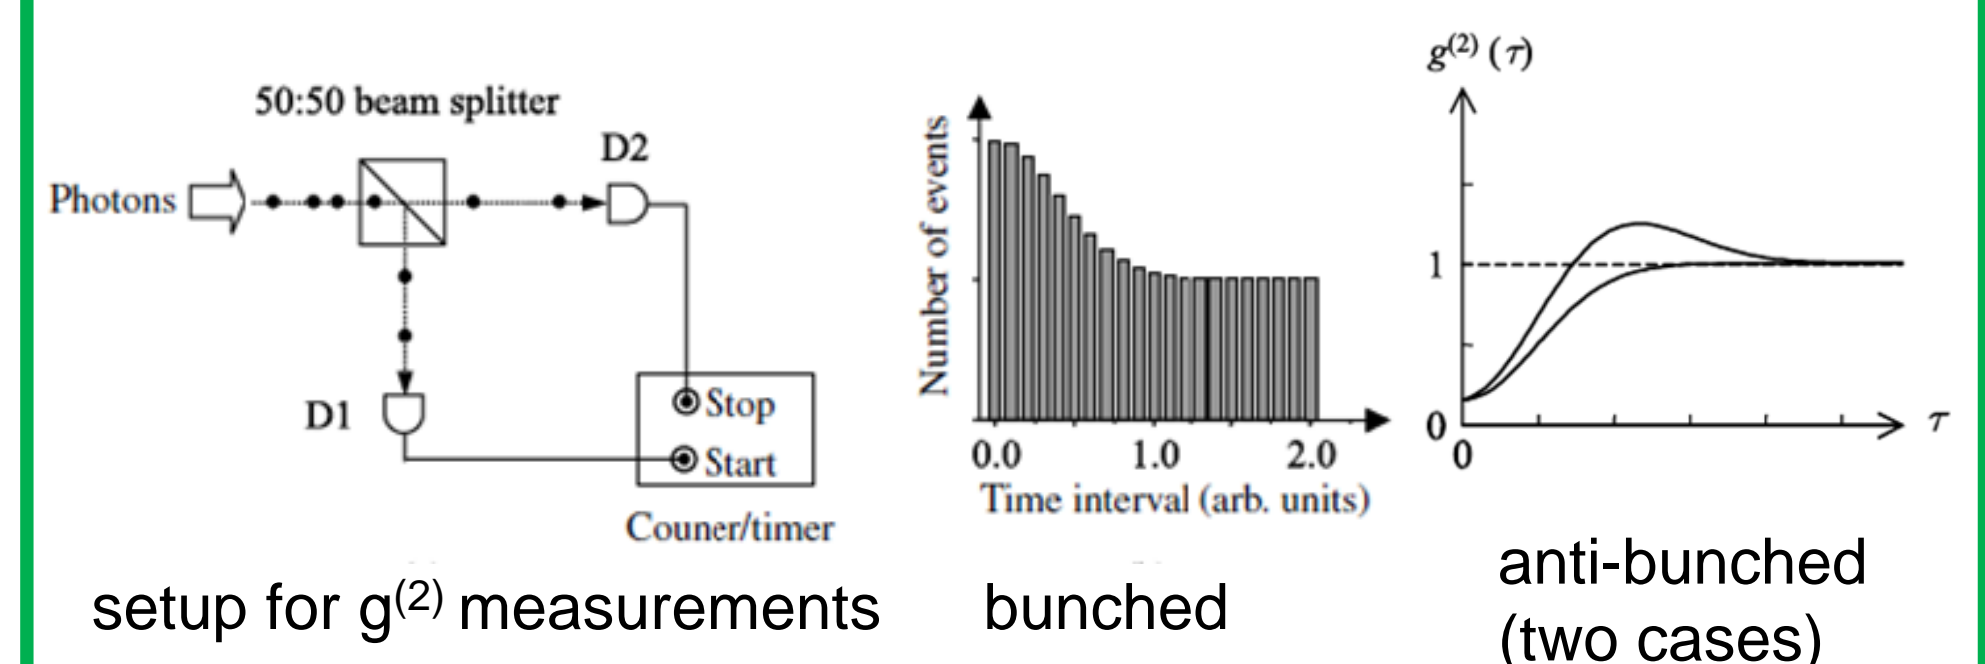 50:50 beam splitter
D2
Photons
D1
Stop
Start
Couner/timer
setup for g(2) measurements
Number of events
0.0 1.0 2.0
Time interval (arb. units)
bunched
g(2) (τ)
1
0
0
τ
anti-bunched
(two cases)